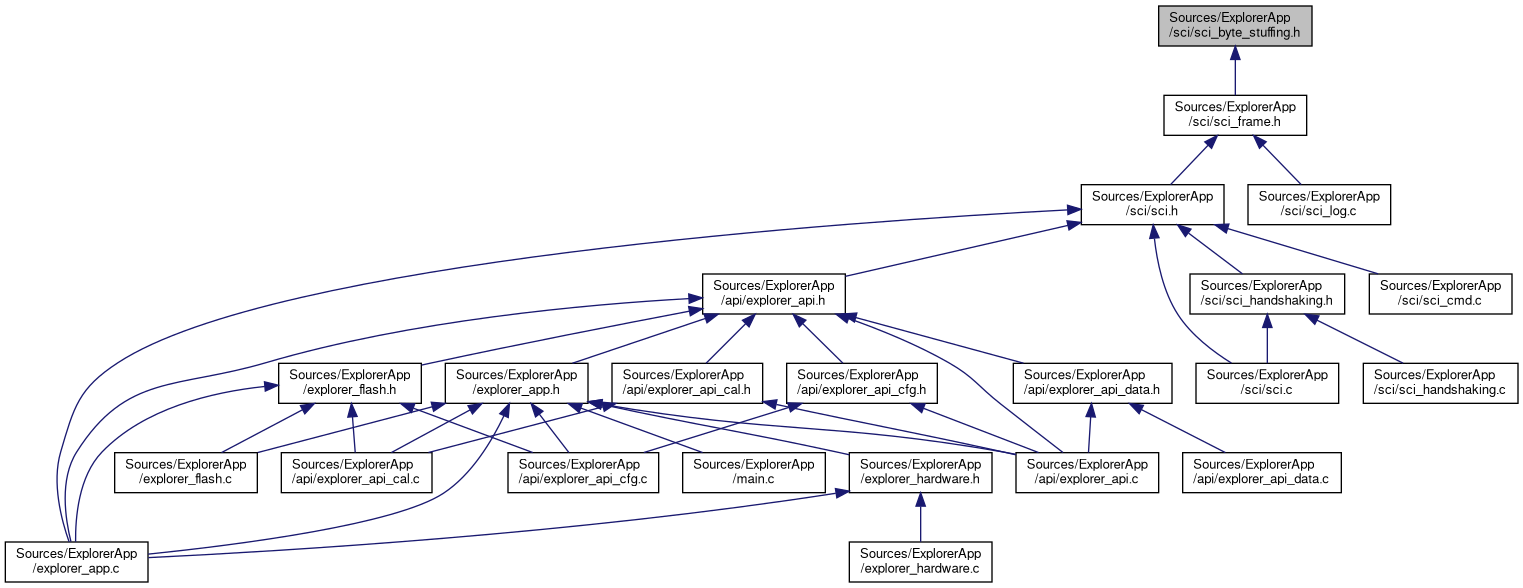 Sources/ExplorerApp
/sci/sci_byte_stuffing.h
Sources/ExplorerApp
/sci/sci_frame.h
Sources/ExplorerApp
/sci/sci.h
Sources/ExplorerApp
/sci/sci_log.c
Sources/ExplorerApp
/api/explorer_api.h
Sources/ExplorerApp
/sci/sci_handshaking.h
Sources/ExplorerApp
/sci/sci_cmd.c
Sources/ExplorerApp
/explorer_flash.h
Sources/ExplorerApp
/explorer_app.h
Sources/ExplorerApp
/api/explorer_api_cal.h
Sources/ExplorerApp
/api/explorer_api_cfg.h
Sources/ExplorerApp
/api/explorer_api_data.h
Sources/ExplorerApp
/sci/sci.c
Sources/ExplorerApp
/sci/sci_handshaking.c
Sources/ExplorerApp
/explorer_flash.c
Sources/ExplorerApp
/api/explorer_api_cal.c
Sources/ExplorerApp
/api/explorer_api_cfg.c
Sources/ExplorerApp
/main.c
Sources/ExplorerApp
/explorer_hardware.h
Sources/ExplorerApp
/api/explorer_api.c
Sources/ExplorerApp
/api/explorer_api_data.c
Sources/ExplorerApp
/explorer_app.c
Sources/ExplorerApp
/explorer_hardware.c